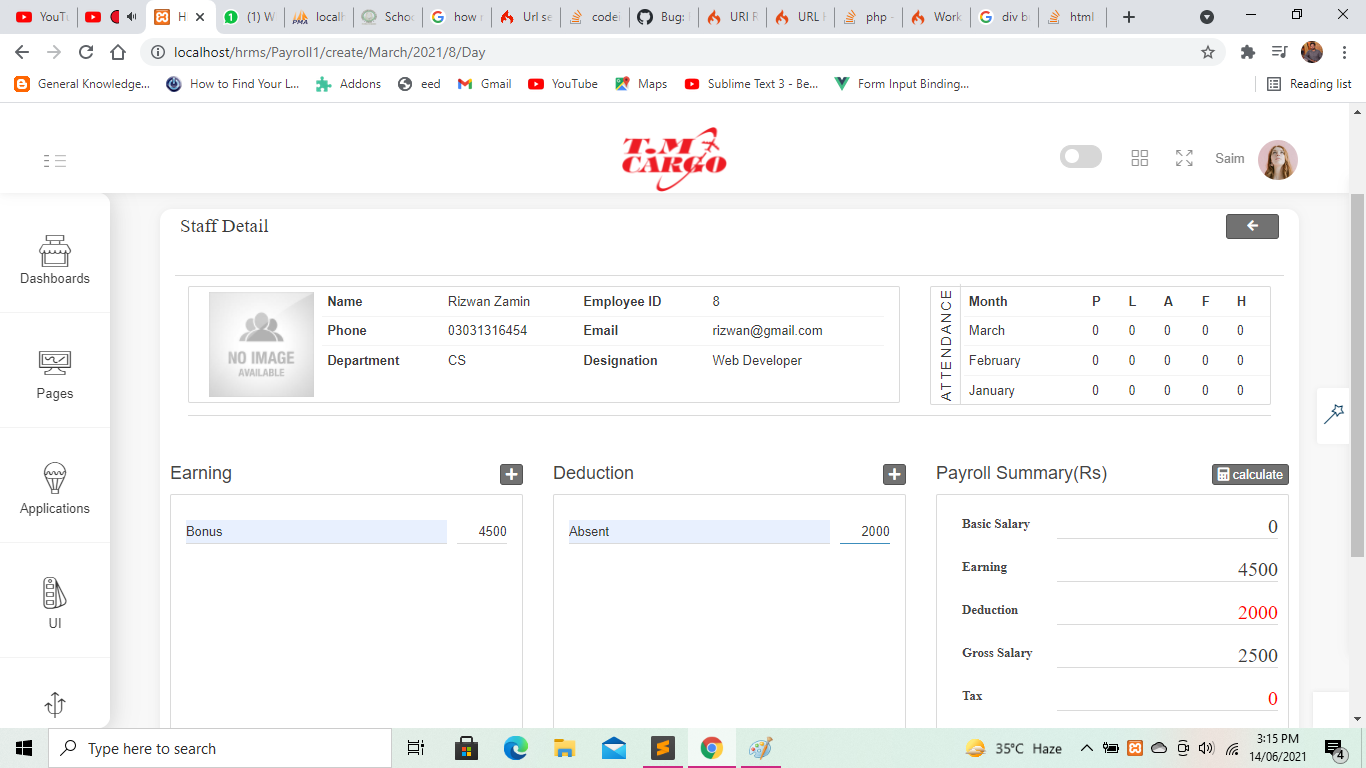 YouTu
H
(1) W
localh
Schoo
how r
Url se
coder
Bug: I
URI R
URL H
php -
Work
div bo
html
localhost/hrms/Payroll1/create/March/2021/8/Day
General Knowledge...
How to Find Your L...
Addons
eed
Gmail
YouTube
Maps
Sublime Text 3 - Be...
Form Input Binding...
Reading list
T.M CARGO
Saim
Dashboards
Pages
Applications
UI
Staff Detail
NO IMAGE
AVAILABLE
Name Rizwan Zamin Employee ID 8
Phone 03031316454 Email rizwan@gmail.com
Department CS Designation Web Developer
ATTENDANCE
Month P L A F H
March 0 0 0 0 0
February 0 0 0 0 0
January 0 0 0 0 0
Earning
Bonus 4500
Deduction
Absent 2000
Payroll Summary(Rs) calculate
Basic Salary 0
Earning 4500
Deduction 2000
Gross Salary 2500
Tax 0
Type here to search
35°C Haze
3:15 PM
14/06/2021
4